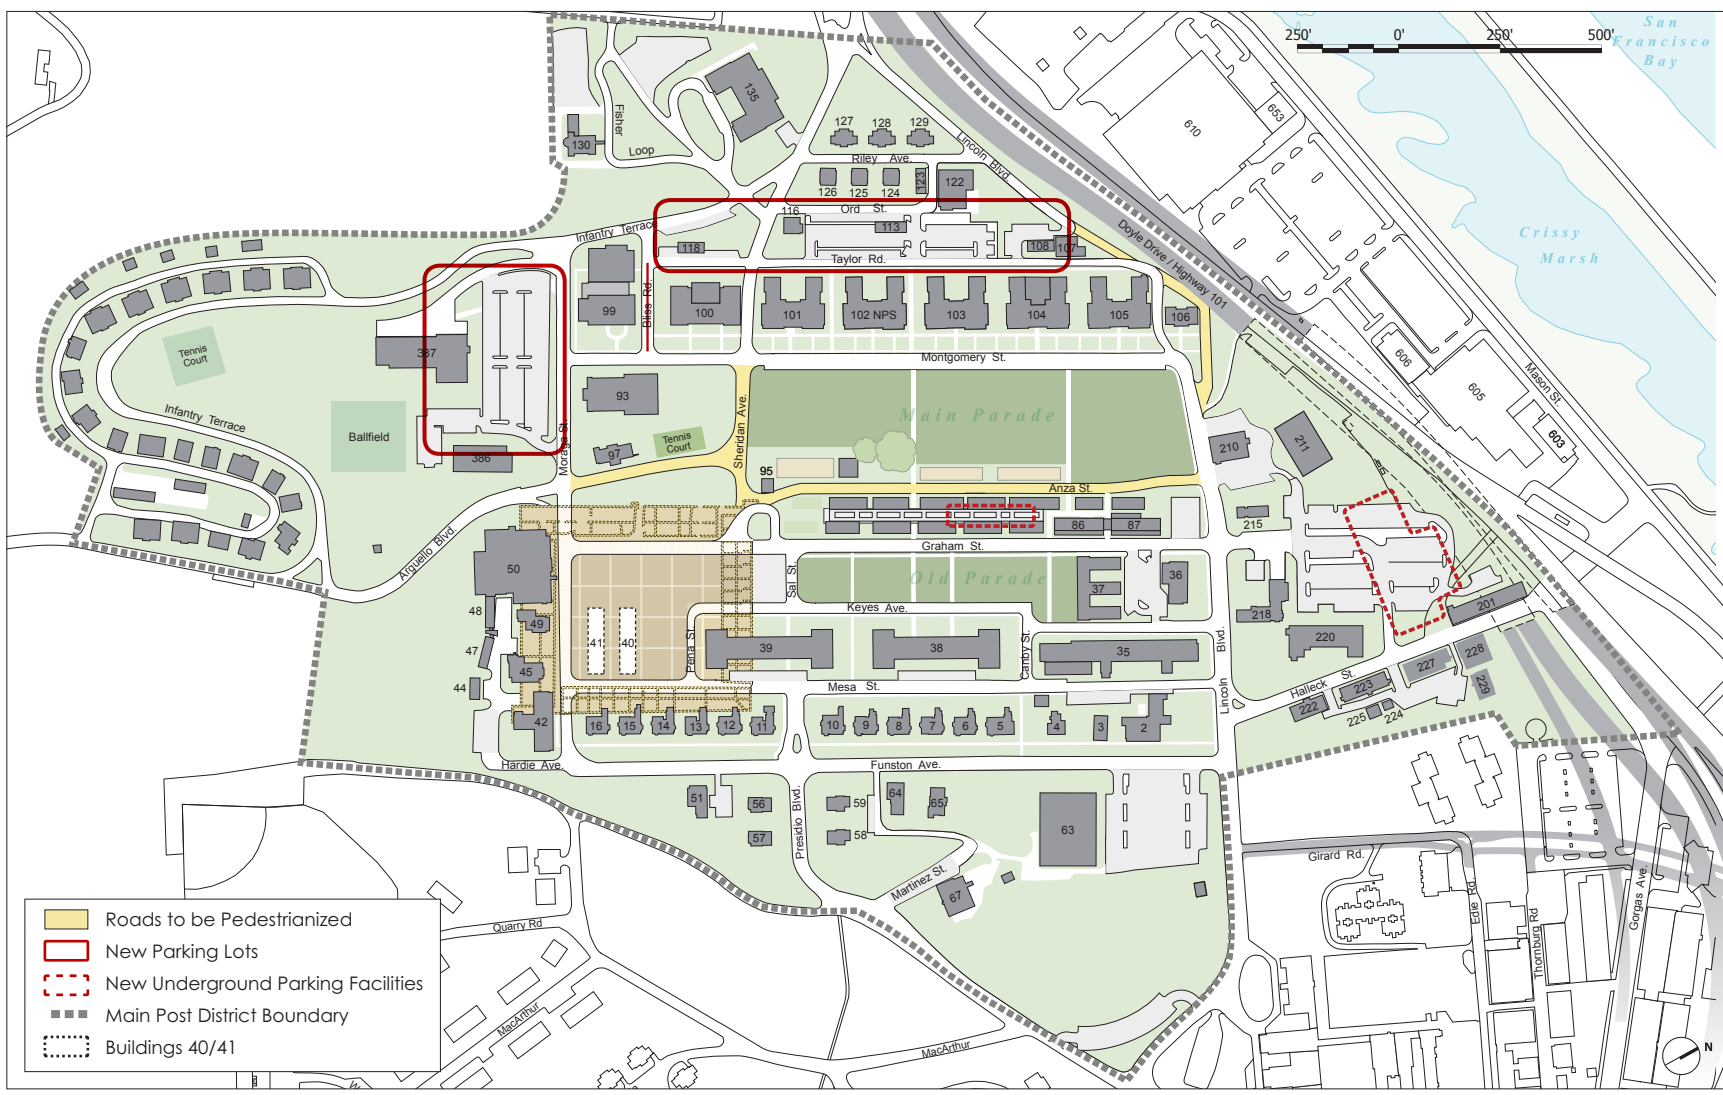 San
Francisco
Bay
250'
0'
250'
500'
Crissy
Marsh
653
610
135
Fisher
Loop
130
127
128
129
Lincoln Blvd
Riley Ave.
126
125
124
123
122
Ord St.
116
113
118
108
107
Infantry Terrace
Taylor Rd.
Doyle Drive / Highway 101
99
Bliss Rd.
100
101
102 NPS
103
104
105
106
Montgomery St.
387
Tennis
Court
Infantry Terrace
Ballfield
386
Moraga St.
93
97
Tennis
Court
Sheridan Ave.
Main Parade
95
Anza St.
606
605
603
Mason St.
210
211
215
86
87
Graham St.
Arguello Blvd.
50
48
49
47
45
44
42
41
40
Sal St.
Old Parade
37
36
Keyes Ave.
Pena St.
39
38
Canby St.
35
Mesa St.
218
220
201
Lincoln Blvd.
Halleck St.
227
228
229
223
222
225
224
16
15
14
13
12
11
10
9
8
7
6
5
4
3
2
Hardie Ave.
Funston Ave.
51
56
57
Presidio Blvd.
59
58
64
65
63
Martinez St.
67
Girard Rd.
Edie Rd.
Thornburg Rd
Gorgas Ave.
Quarry Rd
MacArthur
MacArthur
N
Roads to be Pedestrianized
New Parking Lots
New Underground Parking Facilities
Main Post District Boundary
Buildings 40/41